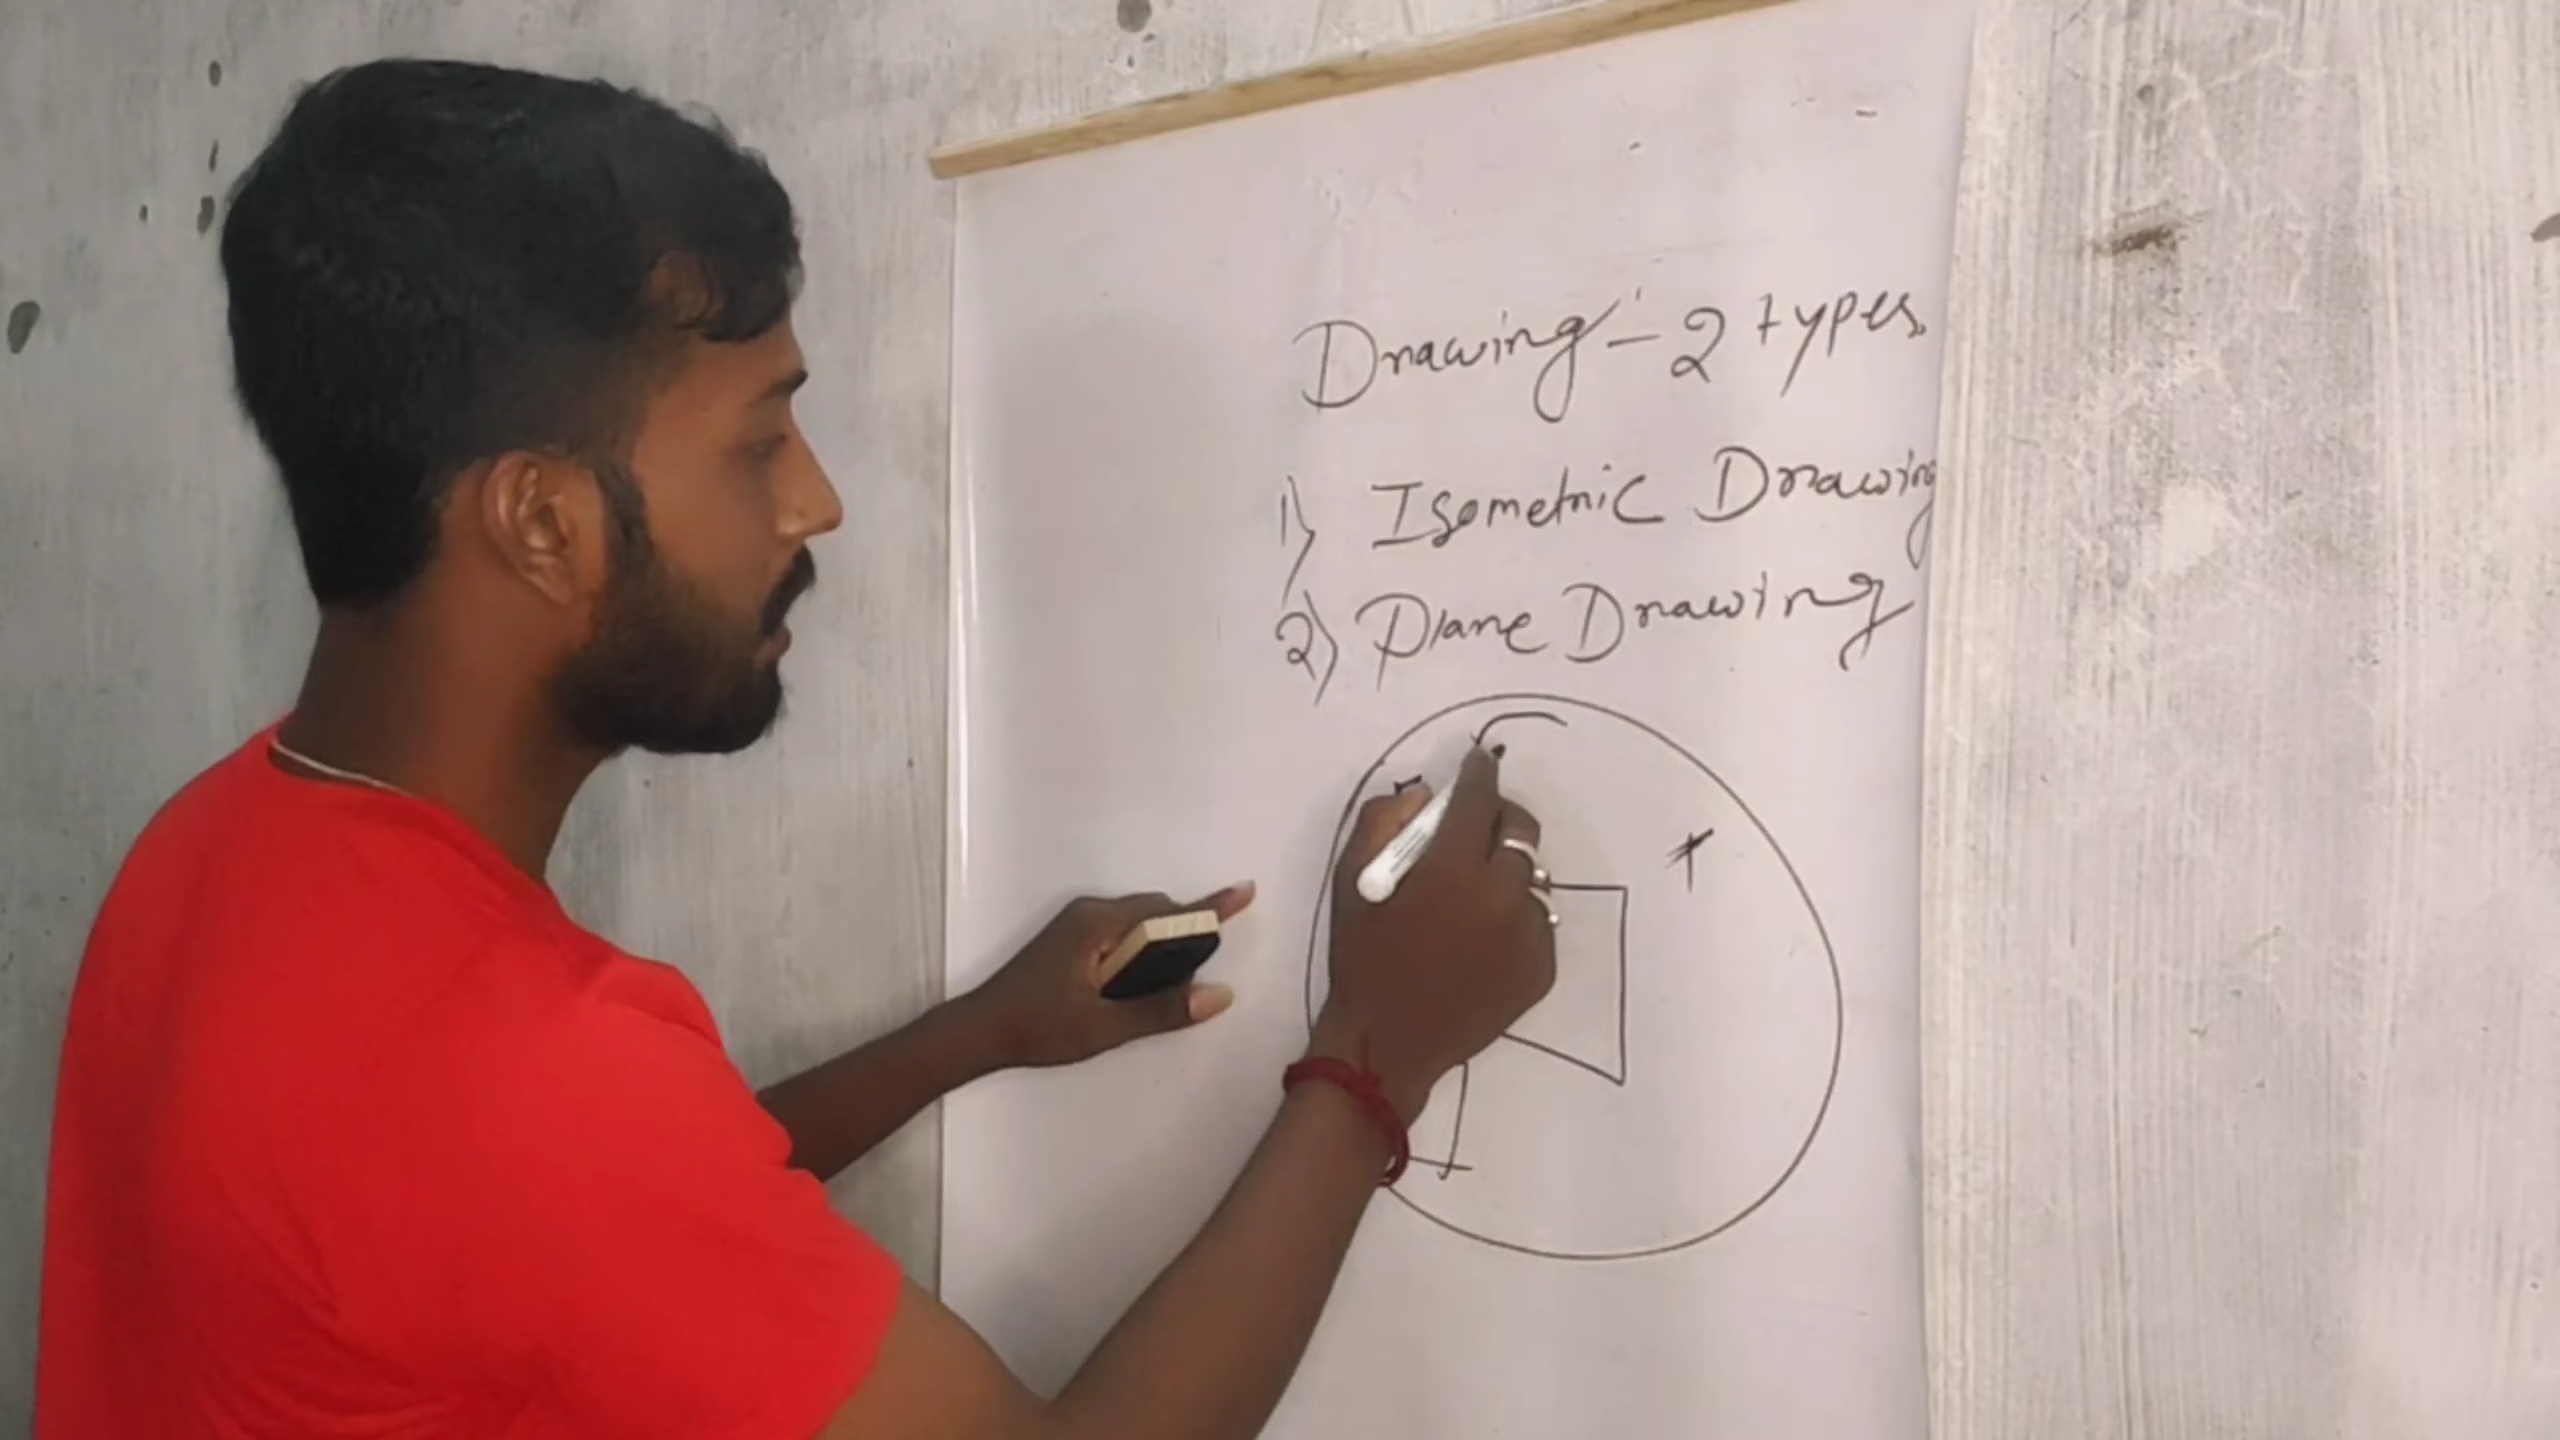 Drawing :- 2 types.
1) Isometric Drawing
2) Plane Drawing